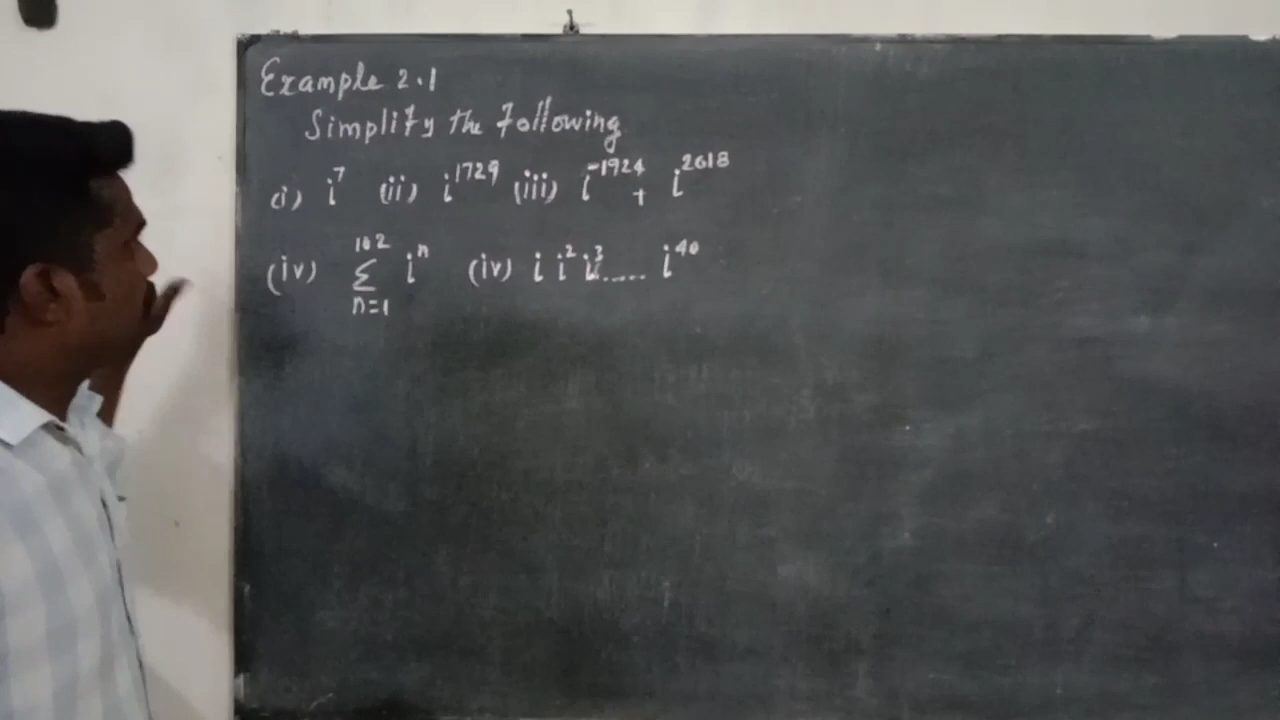 Example 2.1
Simplify the following
(i) i^7 (ii) i^1729 (iii) i^-1924 + i^2018
(iv) 102 Σ n=1 i^n (iv) i i^2 i^3 ...... i^40